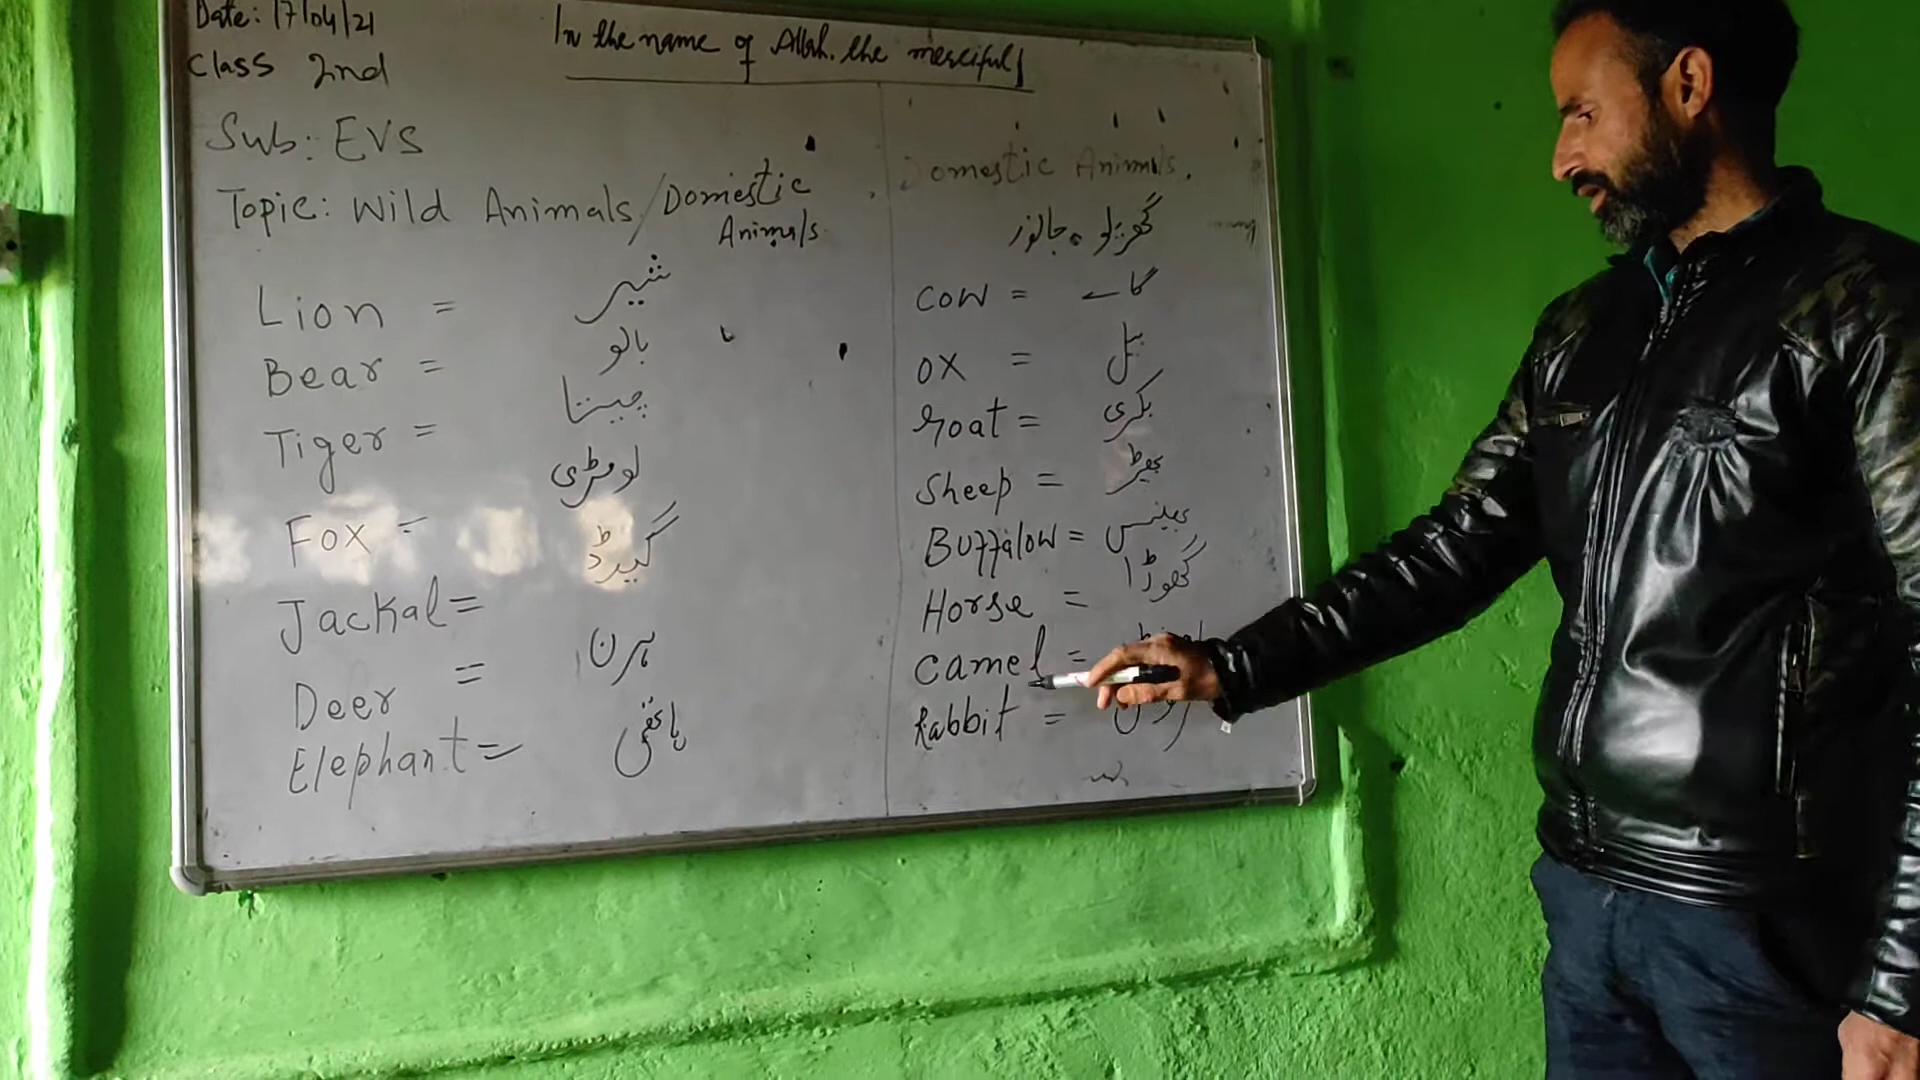 Date: 17/04/21
In the name of Allah. the merciful
Class 2nd
Sub: EVS
Topic: Wild Animals/Domestic
Animals
Lion = شیر
Bear = بالو
Tiger = چیتا
Fox = لومڑی
Jackal = گیدڑ
Deer = ہرن
Elephant = ہاتھی
Domestic Animals.
گھریلو جانور
Cow = گائے
OX = بیل
Goat = بکری
Sheep = بھیڑ
Buffalow = بھینس
Horse = گھوڑا
Camel =
Rabbit =